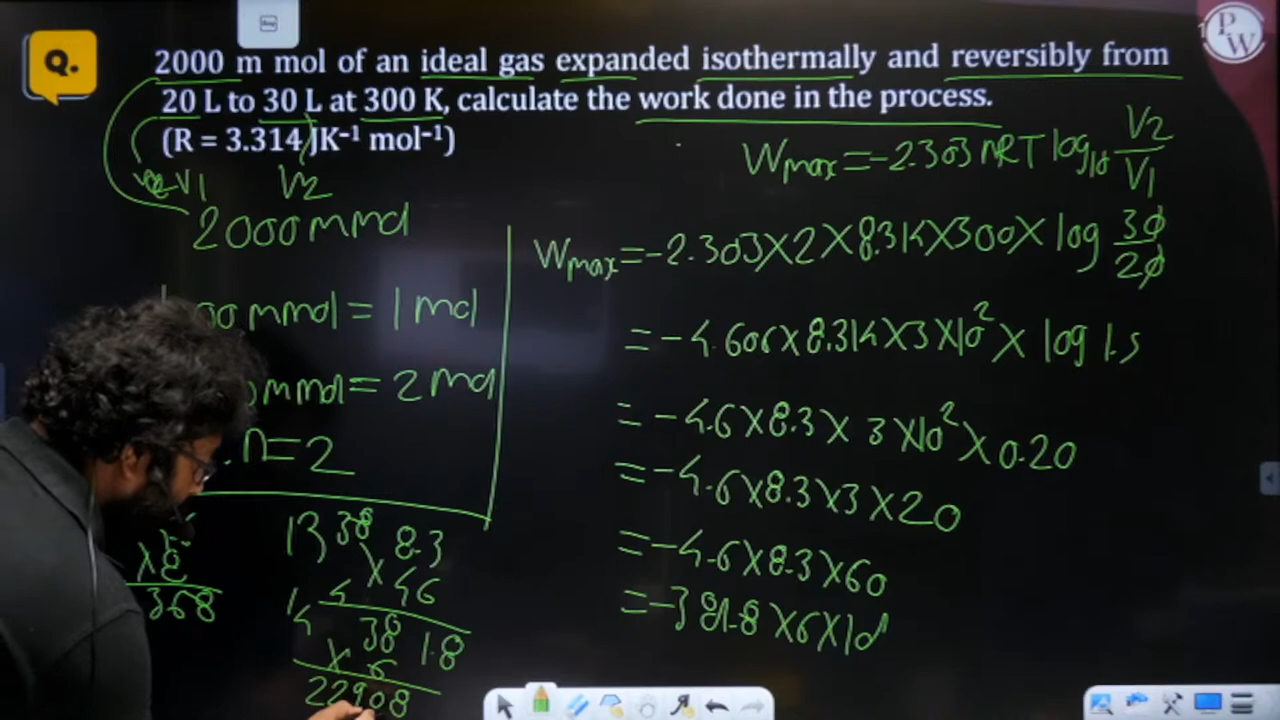 Q.
2000 m mol of an ideal gas expanded isothermally and reversibly from
20 L to 30 L at 300 K, calculate the work done in the process.
(R = 3.314 JK⁻¹ mol⁻¹)
PW
V1 V2
2000 mmol
mmol = 1 mol
mmol = 2 mol
n=2
Wmax = -2.303 nRT log10 V2/V1
Wmax = -2.303 X 2 X 8.314 X 300 X log 30/20
= -4.606 X 8.314 X 3 X 10² X log 1.5
= -4.6 X 8.3 X 3 X 10² X 0.20
= -4.6 X 8.3 X 3 X 20
= -4.6 X 8.3 X 60
= -381.8 X 6 X 10
368
13 38 8.3
X 46
38 1.8
X 6
22908